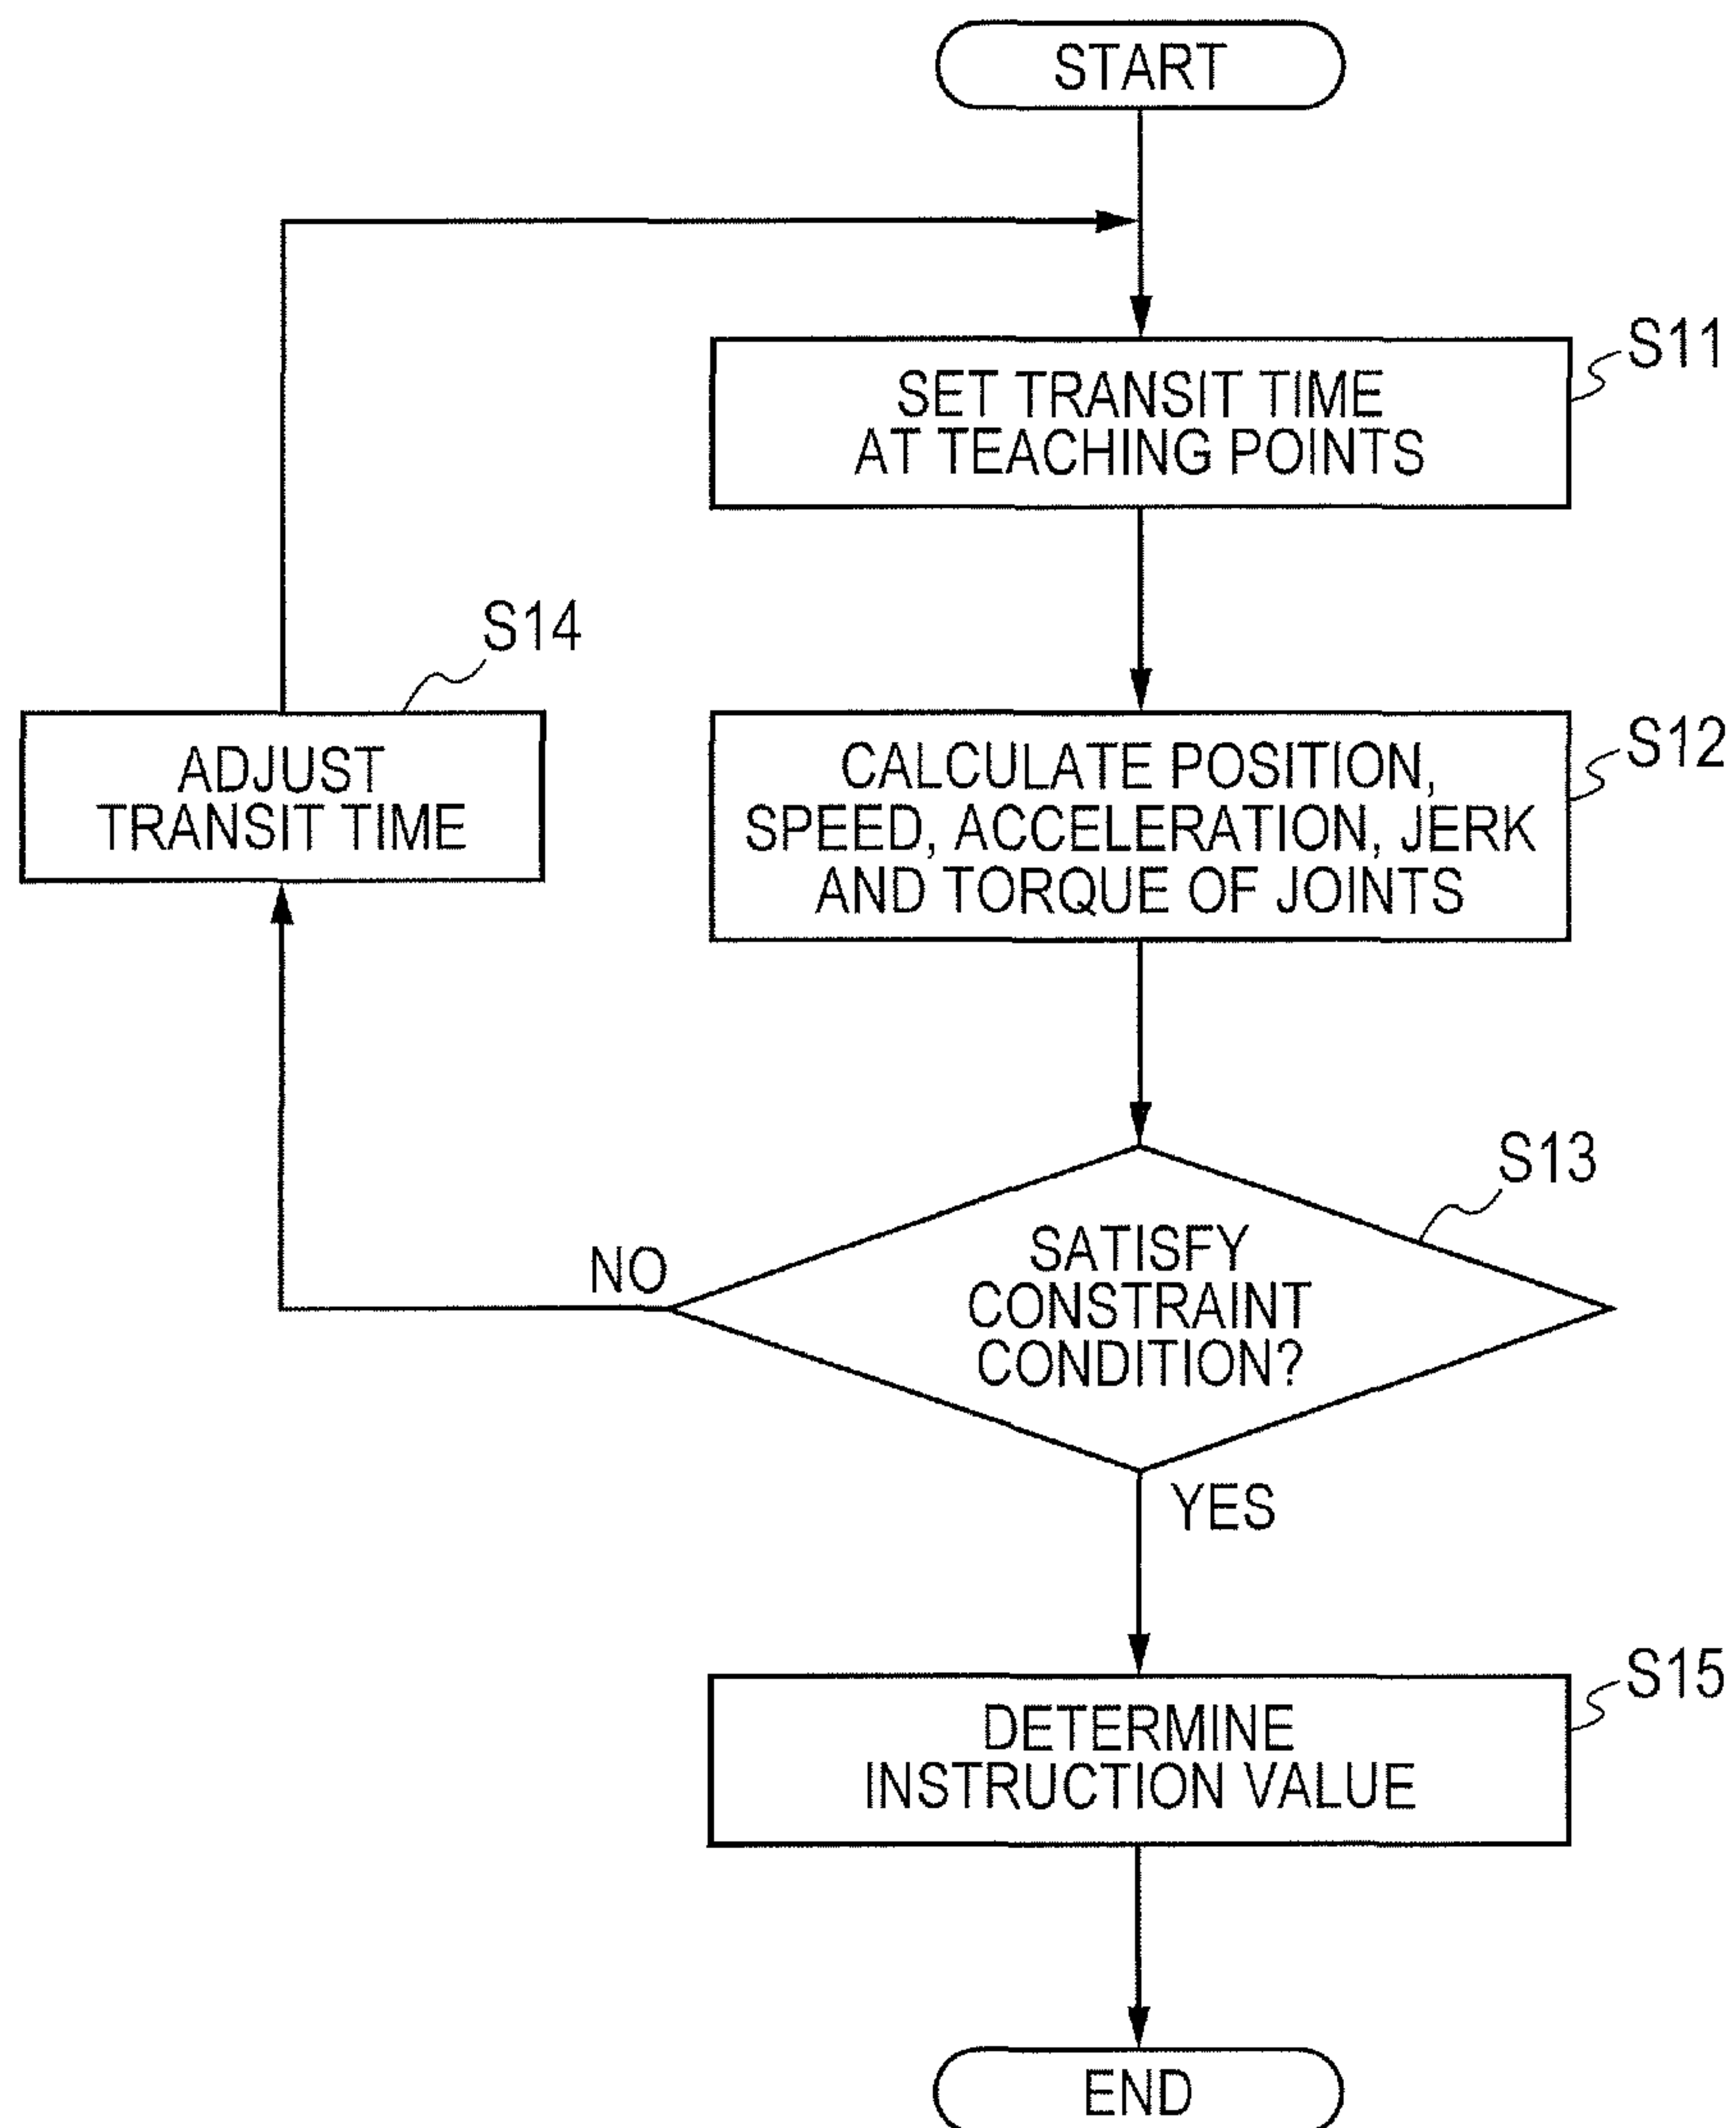 START
S11
SET TRANSIT TIME
AT TEACHING POINTS
S14
ADJUST
TRANSIT TIME
S12
CALCULATE POSITION,
SPEED, ACCELERATION, JERK
AND TORQUE OF JOINTS
S13
SATISFY
CONSTRAINT
CONDITION?
NO
YES
S15
DETERMINE
INSTRUCTION VALUE
END